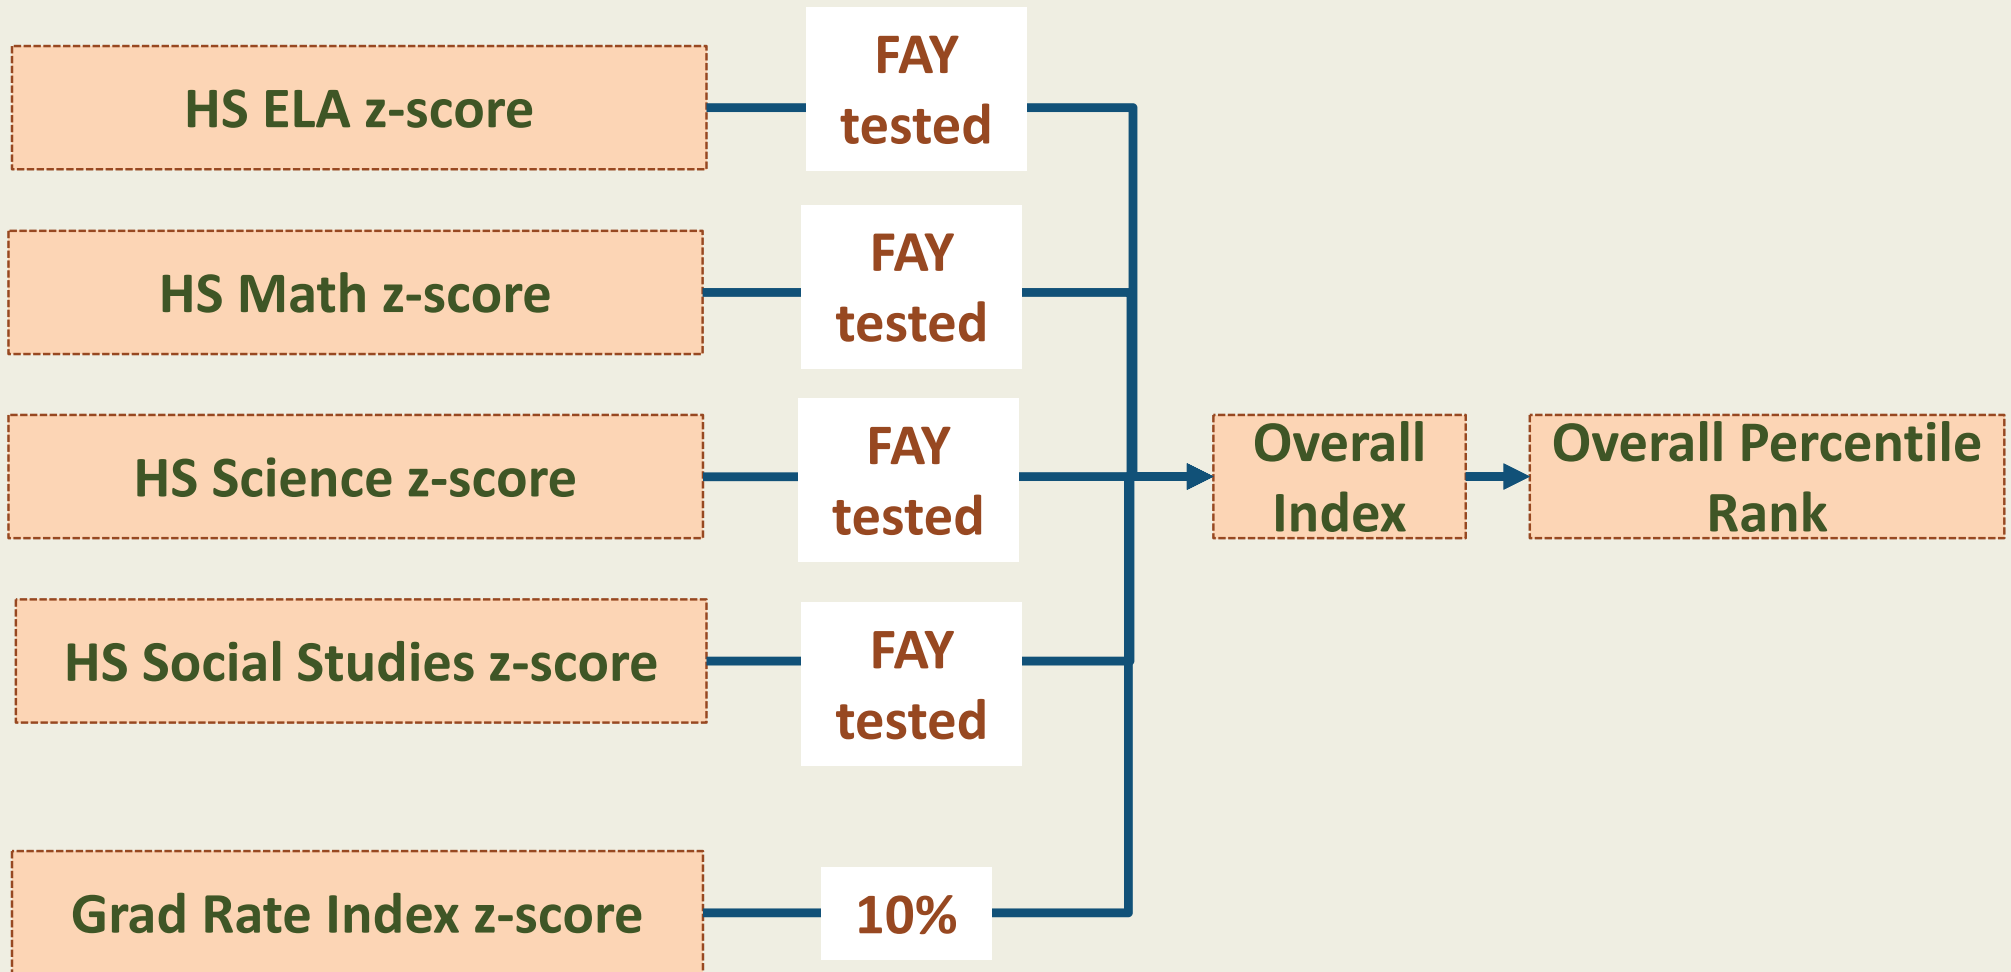 HS ELA z-score
FAY
tested
HS Math z-score
FAY
tested
HS Science z-score
FAY
tested
Overall
Index
Overall Percentile
Rank
HS Social Studies z-score
FAY
tested
Grad Rate Index z-score
10%